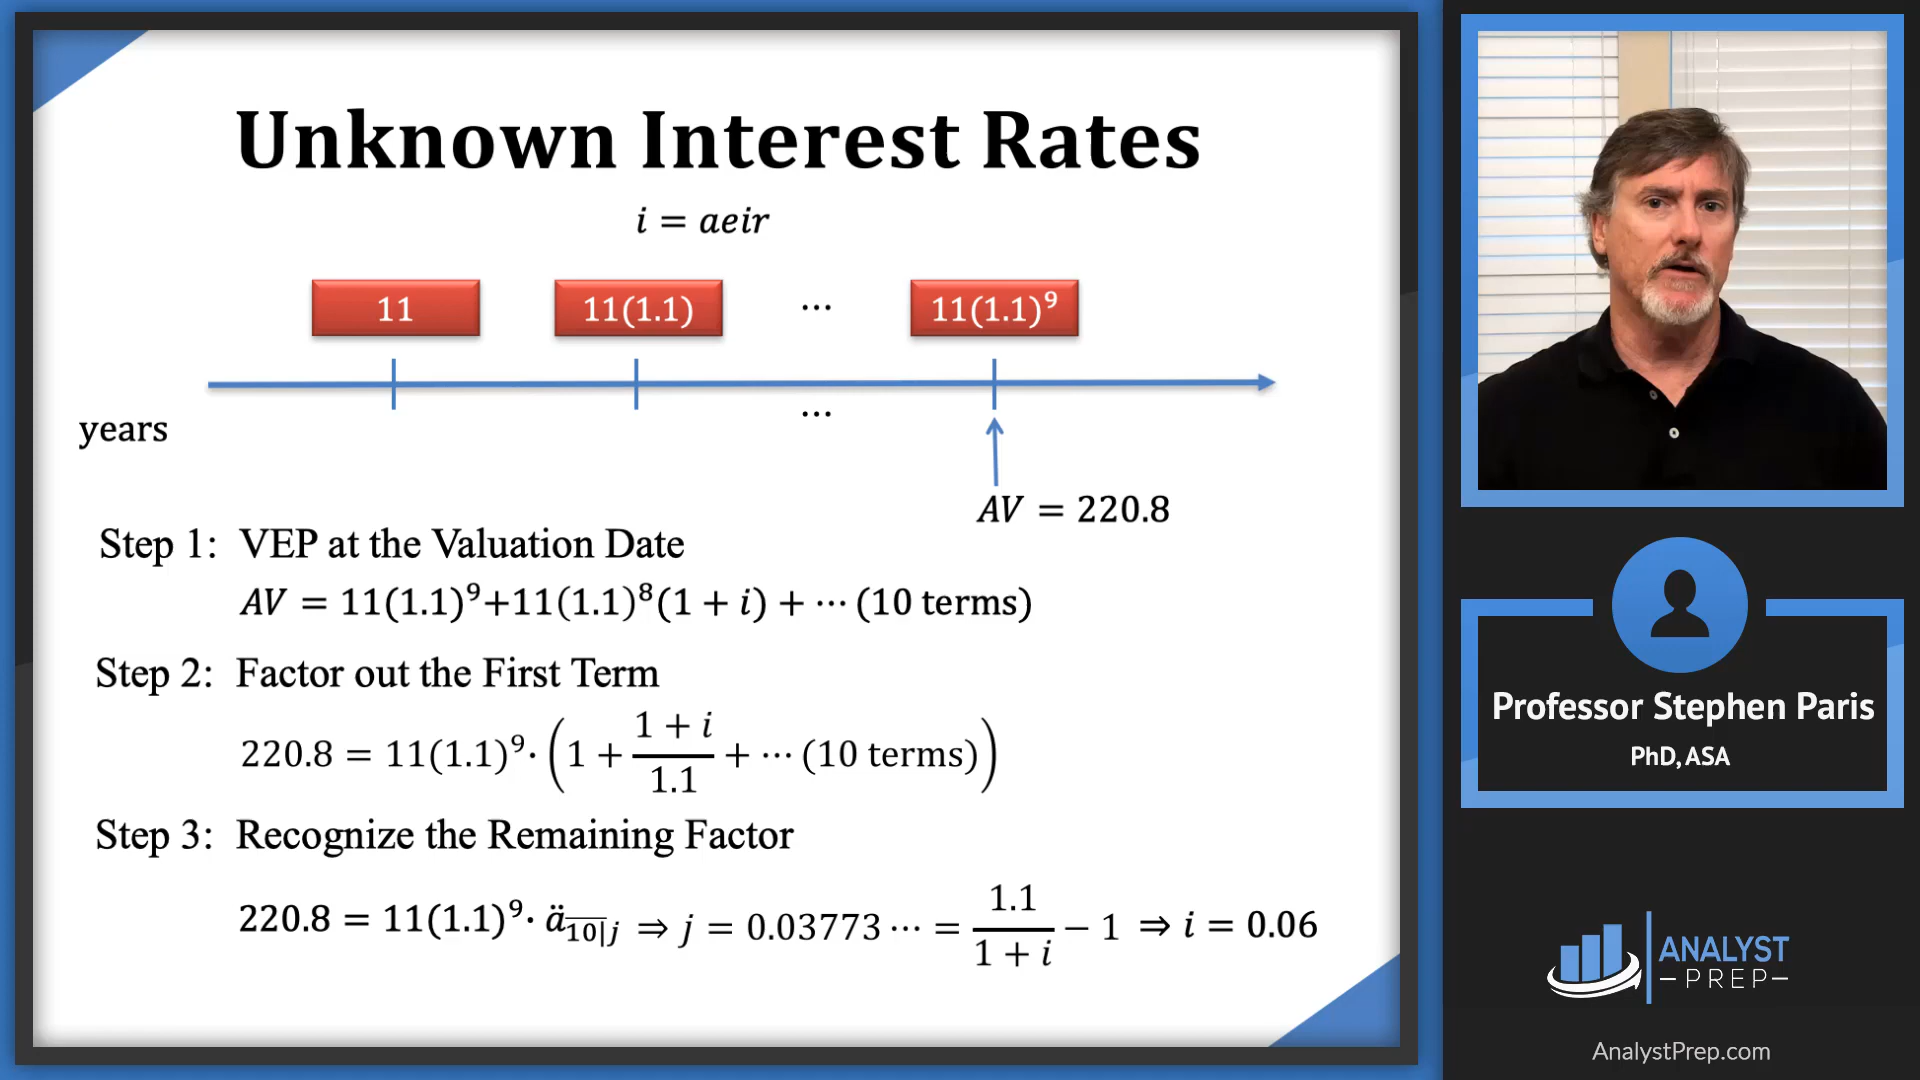 Unknown Interest Rates
i = aeir
11
11(1.1)
...
11(1.1)⁹
...
years
AV = 220.8
Step 1: VEP at the Valuation Date
AV = 11(1.1)⁹+11(1.1)⁸(1 + i) + ⋯ (10 terms)
Step 2: Factor out the First Term
220.8 = 11(1.1)⁹· (1 + (1 + i)/1.1 + ⋯ (10 terms))
Step 3: Recognize the Remaining Factor
220.8 = 11(1.1)⁹· ä_{\overline{10|}j} ⇒ j = 0.03773 ⋯ = 1.1/(1 + i) − 1 ⇒ i = 0.06
Professor Stephen Paris
PhD, ASA
ANALYST
PREP
AnalystPrep.com